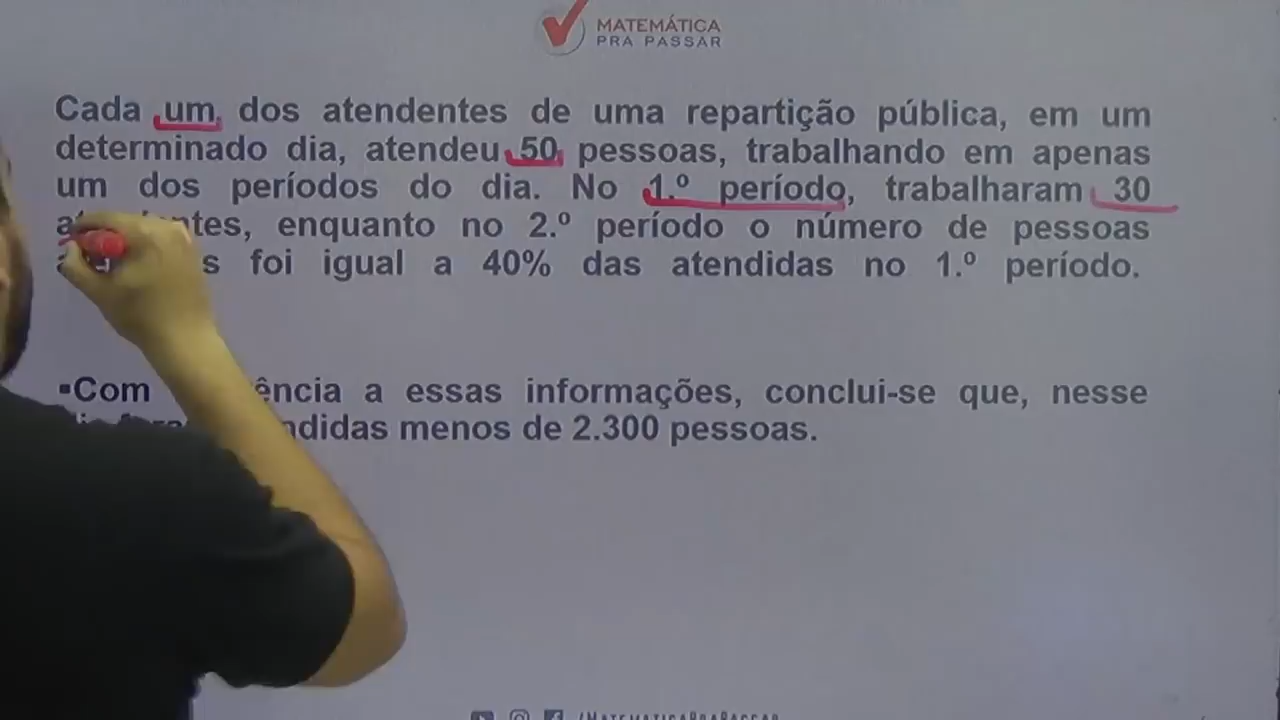 MATEMÁTICA
PRA PASSAR
Cada um dos atendentes de uma repartição pública, em um
determinado dia, atendeu 50 pessoas, trabalhando em apenas
um dos períodos do dia. No 1.º período, trabalharam 30
enquanto no 2.º período o número de pessoas
foi igual a 40% das atendidas no 1.º período.
▪Com a essas informações, conclui-se que, nesse
menos de 2.300 pessoas.